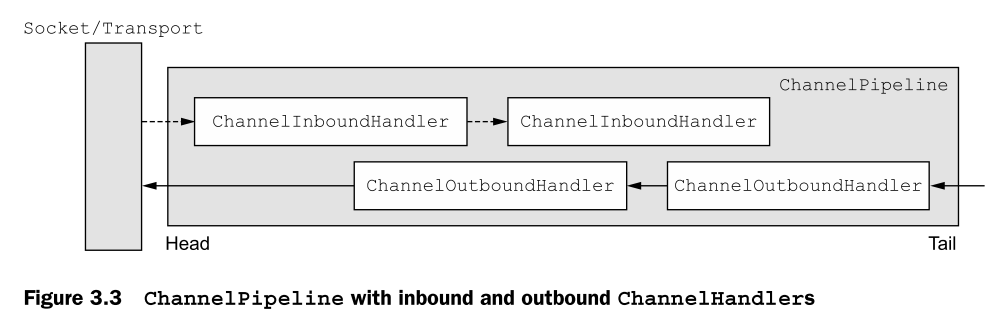 Socket/Transport
ChannelPipeline
ChannelInboundHandler
ChannelInboundHandler
ChannelOutboundHandler
ChannelOutboundHandler
Head
Tail
Figure 3.3 ChannelPipeline with inbound and outbound ChannelHandlers